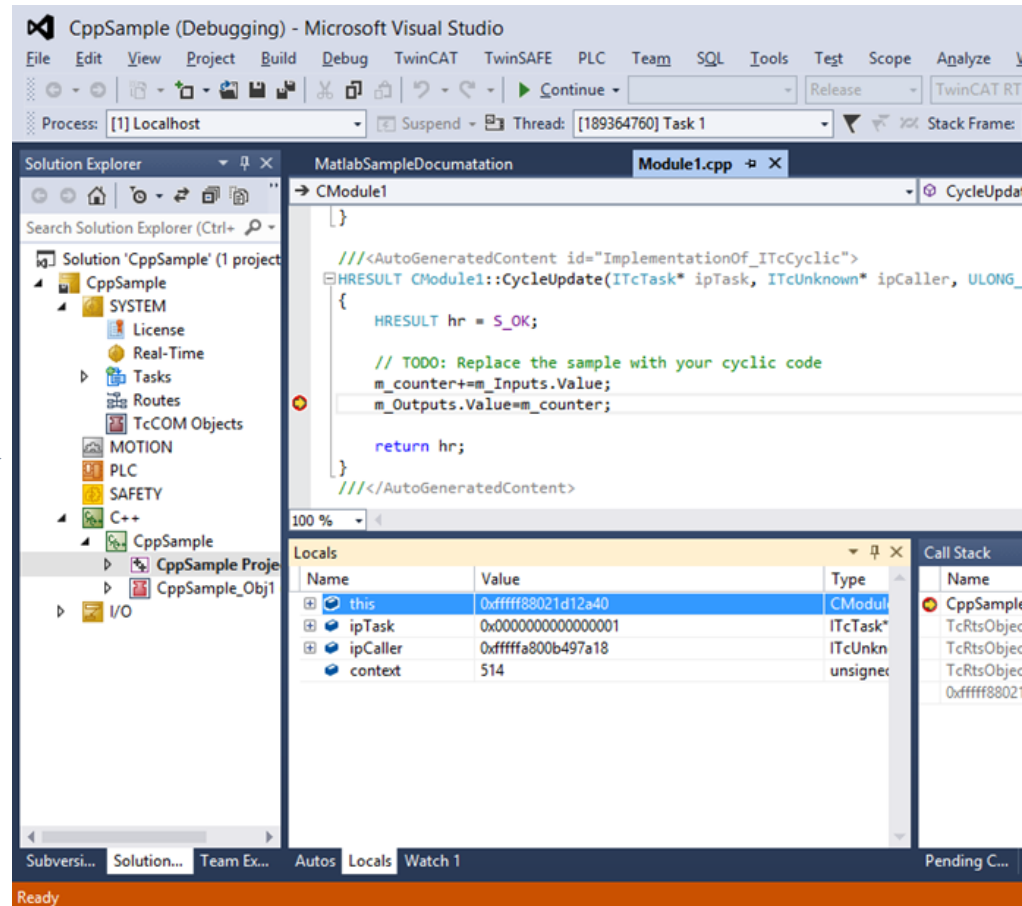 CppSample (Debugging) - Microsoft Visual Studio
File Edit View Project Build Debug TwinCAT TwinSAFE PLC Team SQL Tools Test Scope Analyze
Continue Release TwinCAT RT
Process: [1] Localhost Suspend Thread: [189364760] Task 1 Stack Frame:
Solution Explorer
Search Solution Explorer (Ctrl+
Solution 'CppSample' (1 project
CppSample
SYSTEM
License
Real-Time
Tasks
Routes
TcCOM Objects
MOTION
PLC
SAFETY
C++
CppSample
CppSample Proje
CppSample_Obj1
I/O
Subversi... Solution... Team Ex...
MatlabSampleDocumatation Module1.cpp
CModule1 CycleUpdat
}
///<AutoGeneratedContent id="ImplementationOf_ITcCyclic">
HRESULT CModule1::CycleUpdate(ITcTask* ipTask, ITcUnknown* ipCaller, ULONG_
{
HRESULT hr = S_OK;
// TODO: Replace the sample with your cyclic code
m_counter+=m_Inputs.Value;
m_Outputs.Value=m_counter;
return hr;
}
///</AutoGeneratedContent>
100 %
Locals
Name Value Type
this 0xfffff88021d12a40 CModul
ipTask 0x0000000000000001 ITcTask*
ipCaller 0xfffffa800b497a18 ITcUnkn
context 514 unsigned
Autos Locals Watch 1
Call Stack
Name
CppSample
TcRtsObjec
TcRtsObjec
TcRtsObjec
0xfffff88021
Pending C...
Ready